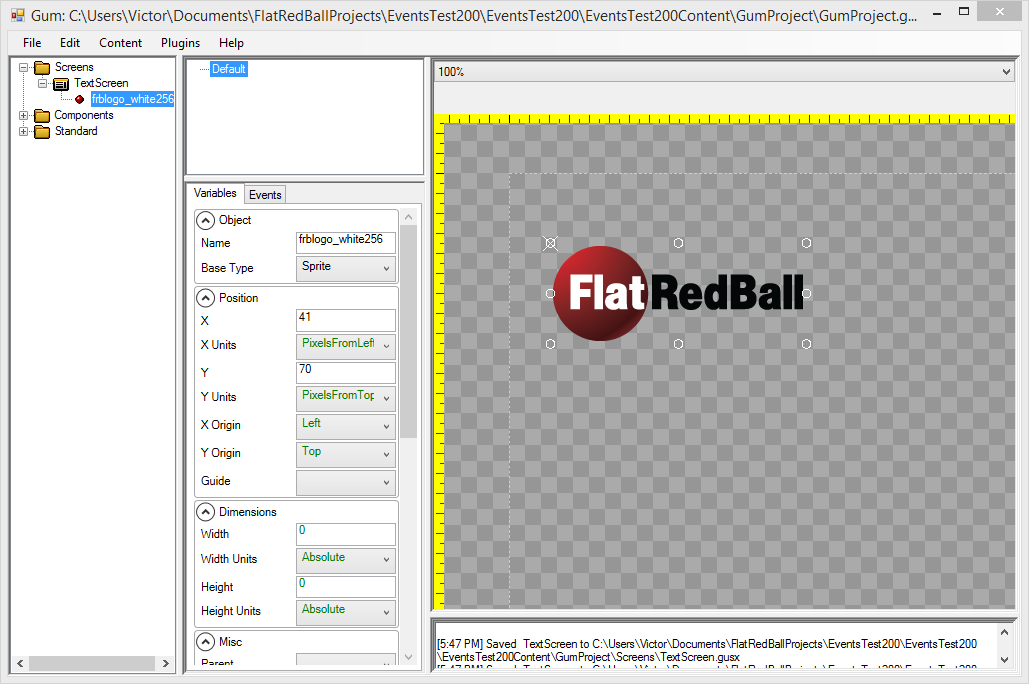 Gum: C:\Users\Victor\Documents\FlatRedBallProjects\EventsTest200\EventsTest200\EventsTest200Content\GumProject\GumProject.g...
File Edit Content Plugins Help
Screens
TextScreen
frblogo_white256
Components
Standard
Default
Variables Events
Object
Name frblogo_white256
Base Type Sprite
Position
X 41
X Units PixelsFromLeft
Y 70
Y Units PixelsFromTop
X Origin Left
Y Origin Top
Guide
Dimensions
Width 0
Width Units Absolute
Height 0
Height Units Absolute
Misc
Parent
100%
FlatRedBall
[5:47 PM] Saved TextScreen to C:\Users\Victor\Documents\FlatRedBallProjects\EventsTest200\EventsTest200
\EventsTest200Content\GumProject\Screens\TextScreen.gusx